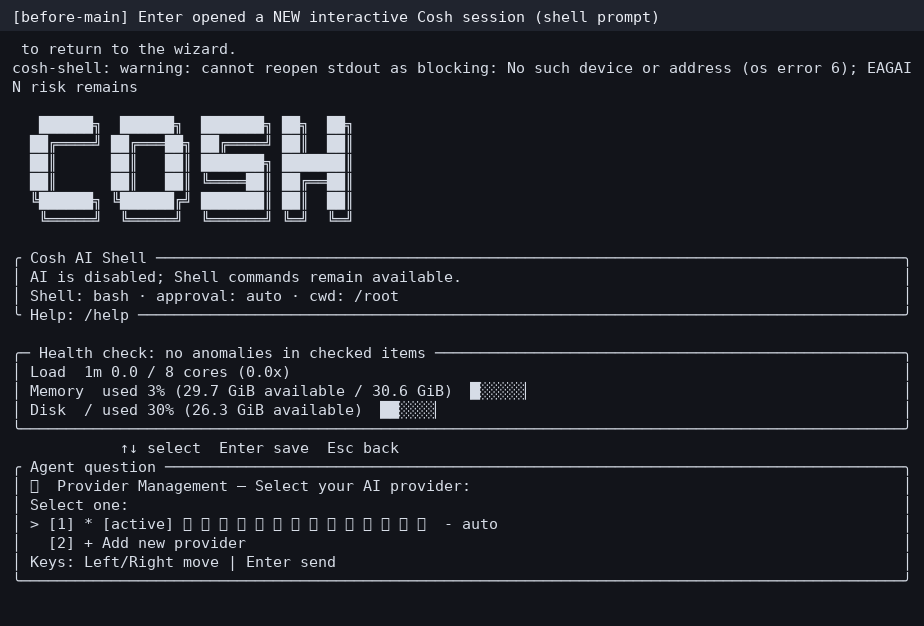 [before-main] Enter opened a NEW interactive Cosh session (shell prompt)
to return to the wizard.
cosh-shell: warning: cannot reopen stdout as blocking: No such device or address (os error 6); EAGAI
N risk remains
COSH
Cosh AI Shell
AI is disabled; Shell commands remain available.
Shell: bash · approval: auto · cwd: /root
Help: /help
Health check: no anomalies in checked items
Load  1m 0.0 / 8 cores (0.0x)
Memory  used 3% (29.7 GiB available / 30.6 GiB)
Disk  / used 30% (26.3 GiB available)
↑↓ select  Enter save  Esc back
Agent question
Provider Management — Select your AI provider:
Select one:
> [1] * [active]  - auto
[2] + Add new provider
Keys: Left/Right move | Enter send